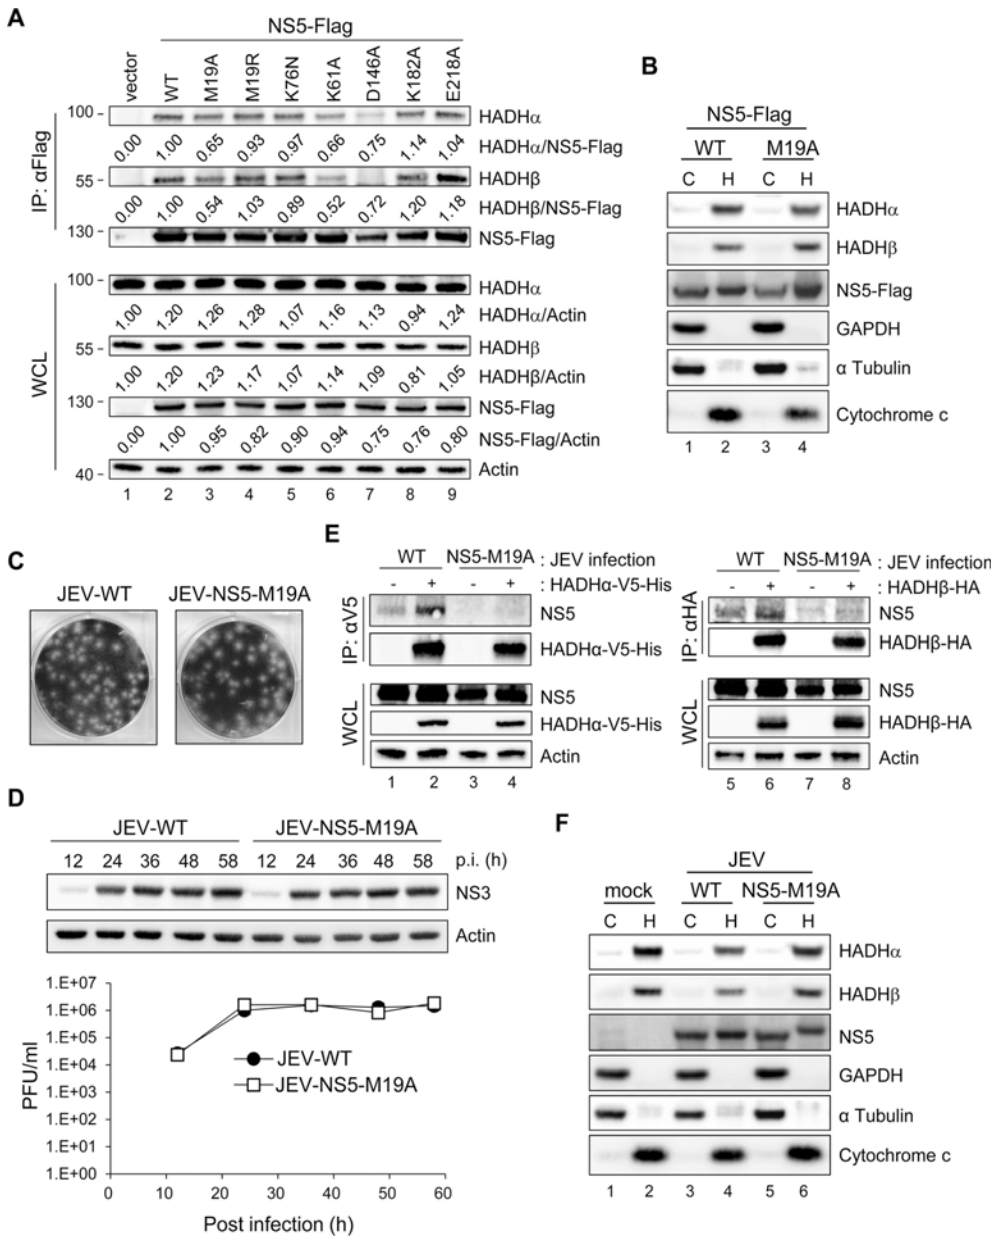 A
NS5-Flag
vector WT M19A M19R K76N K61A D146A K182A E218A
IP: αFlag
100 - HADHα
0.00 1.00 0.65 0.93 0.97 0.66 0.75 1.14 1.04 HADHα/NS5-Flag
55 - HADHβ
0.00 1.00 0.54 1.03 0.89 0.52 0.72 1.20 1.18 HADHβ/NS5-Flag
130 - NS5-Flag
WCL
100 - HADHα
1.00 1.20 1.26 1.28 1.07 1.16 1.13 0.94 1.24 HADHα/Actin
55 - HADHβ
1.00 1.20 1.23 1.17 1.07 1.14 1.09 0.81 1.05 HADHβ/Actin
130 - NS5-Flag
0.00 1.00 0.95 0.82 0.90 0.94 0.75 0.76 0.80 NS5-Flag/Actin
40 - Actin
1 2 3 4 5 6 7 8 9
B
NS5-Flag
WT M19A
C H C H
HADHα
HADHβ
NS5-Flag
GAPDH
α Tubulin
Cytochrome c
1 2 3 4
C
JEV-WT JEV-NS5-M19A
D
JEV-WT JEV-NS5-M19A
12 24 36 48 58 12 24 36 48 58 p.i. (h)
NS3
Actin
PFU/ml
1.E+07
1.E+06
1.E+05
1.E+04
1.E+03
1.E+02
1.E+01
1.E+00
JEV-WT
JEV-NS5-M19A
0 10 20 30 40 50 60
Post infection (h)
E
WT NS5-M19A : JEV infection
- + - + : HADHα-V5-His
IP: αV5
NS5
HADHα-V5-His
WCL
NS5
HADHα-V5-His
Actin
1 2 3 4
WT NS5-M19A : JEV infection
- + - + : HADHβ-HA
IP: αHA
NS5
HADHβ-HA
WCL
NS5
HADHβ-HA
Actin
5 6 7 8
F
JEV
mock WT NS5-M19A
C H C H C H
HADHα
HADHβ
NS5
GAPDH
α Tubulin
Cytochrome c
1 2 3 4 5 6